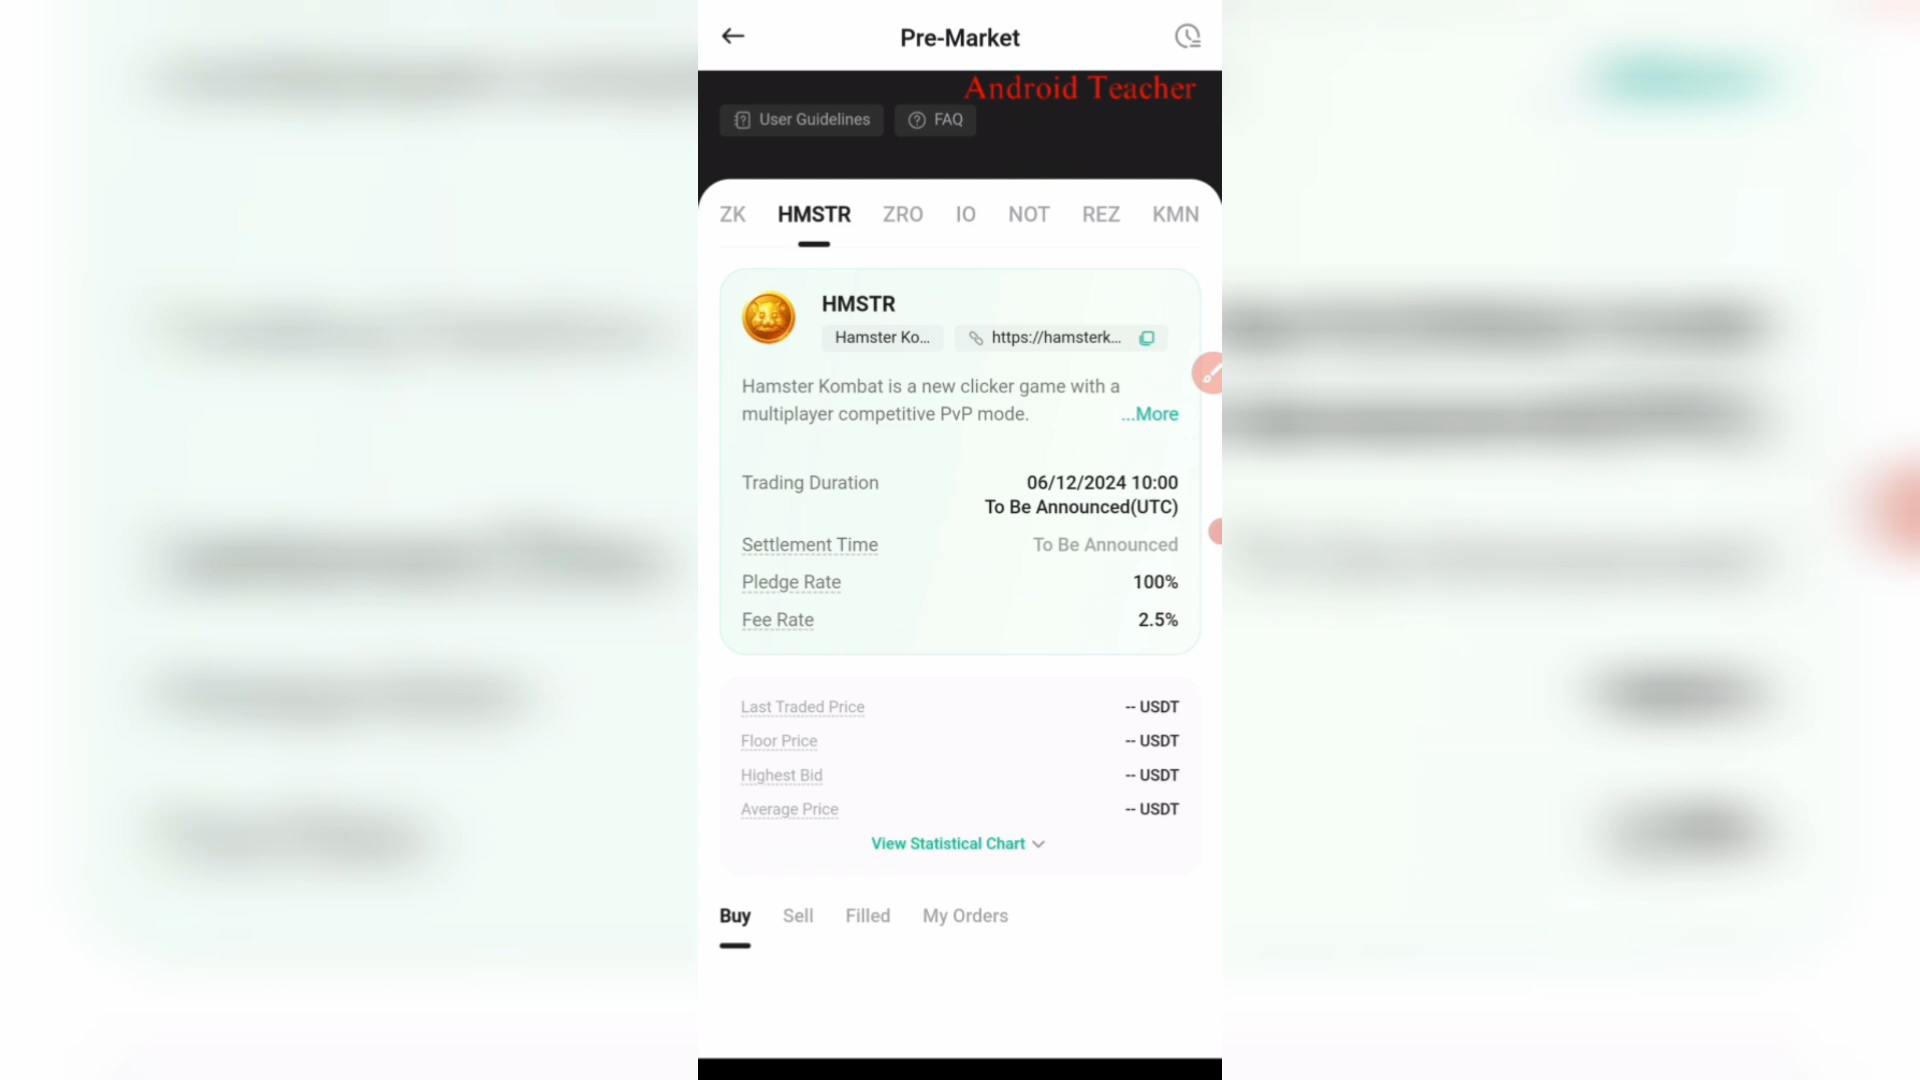 Pre-Market
Android Teacher
User Guidelines
FAQ
ZK HMSTR ZRO IO NOT REZ KMN
HMSTR
Hamster Ko... https://hamsterk...
Hamster Kombat is a new clicker game with a
multiplayer competitive PvP mode. ...More
Trading Duration 06/12/2024 10:00
To Be Announced(UTC)
Settlement Time To Be Announced
Pledge Rate 100%
Fee Rate 2.5%
Last Traded Price -- USDT
Floor Price -- USDT
Highest Bid -- USDT
Average Price -- USDT
View Statistical Chart
Buy Sell Filled My Orders